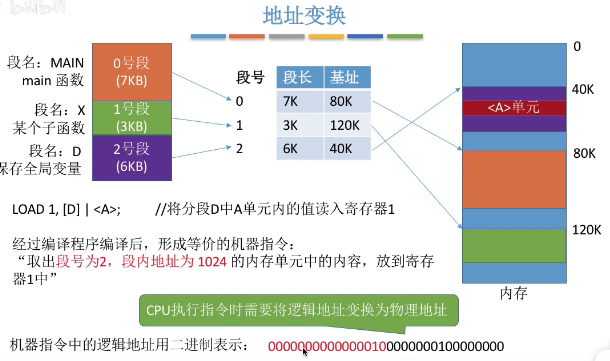 地址变换
段名：MAIN
main 函数
0号段
(7KB)
段名：X
某个子函数
1号段
(3KB)
段名：D
保存全局变量
2号段
(6KB)
段号 段长 基址
0 7K 80K
1 3K 120K
2 6K 40K
0
40K
<A>单元
80K
120K
内存
LOAD 1, [D] | <A>; //将分段D中A单元内的值读入寄存器1
经过编译程序编译后，形成等价的机器指令：
“取出段号为2，段内地址为 1024 的内存单元中的内容，放到寄存
器1中”
CPU执行指令时需要将逻辑地址变换为物理地址
机器指令中的逻辑地址用二进制表示： 00000000000000100000000100000000